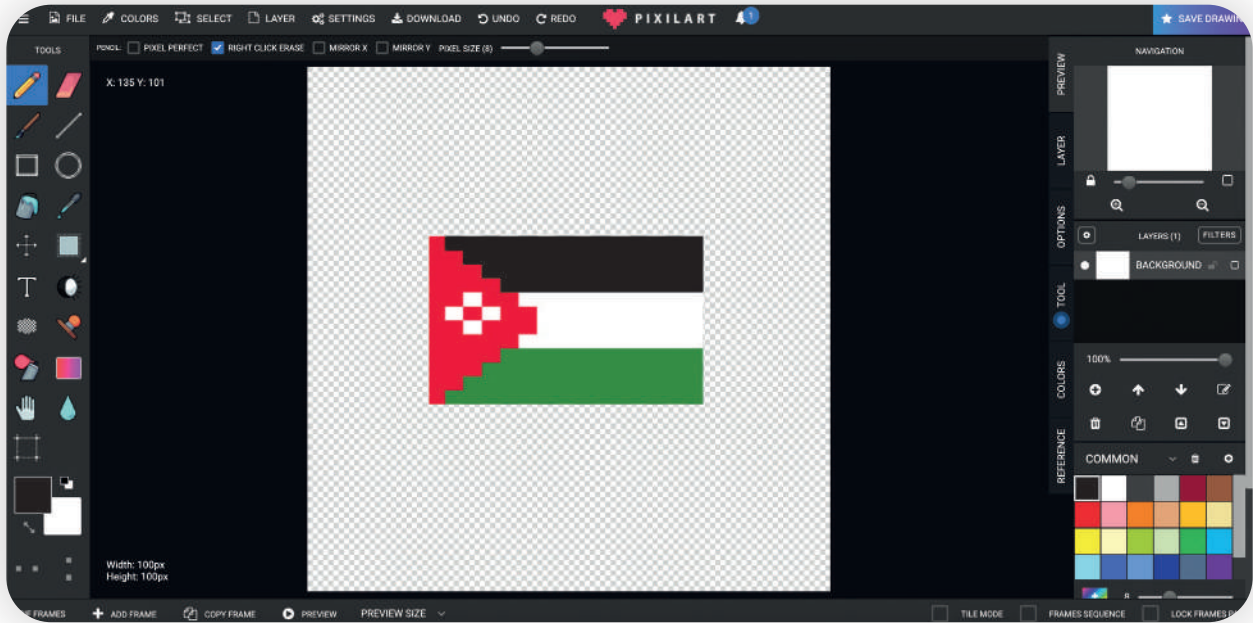 FILE COLORS SELECT LAYER SETTINGS DOWNLOAD UNDO REDO PIXILART 1 SAVE DRAWIN
TOOLS
PENCIL: PIXEL PERFECT RIGHT CLICK ERASE MIRROR X MIRROR Y PIXEL SIZE (8)
X: 135 Y: 101
NAVIGATION
PREVIEW
LAYER
OPTIONS
TOOL
COLORS
REFERENCE
LAYERS (1) FILTERS
BACKGROUND
100%
COMMON
8
Width: 100px
Height: 100px
FRAMES ADD FRAME COPY FRAME PREVIEW PREVIEW SIZE TILE MODE FRAMES SEQUENCE LOCK FRAMES